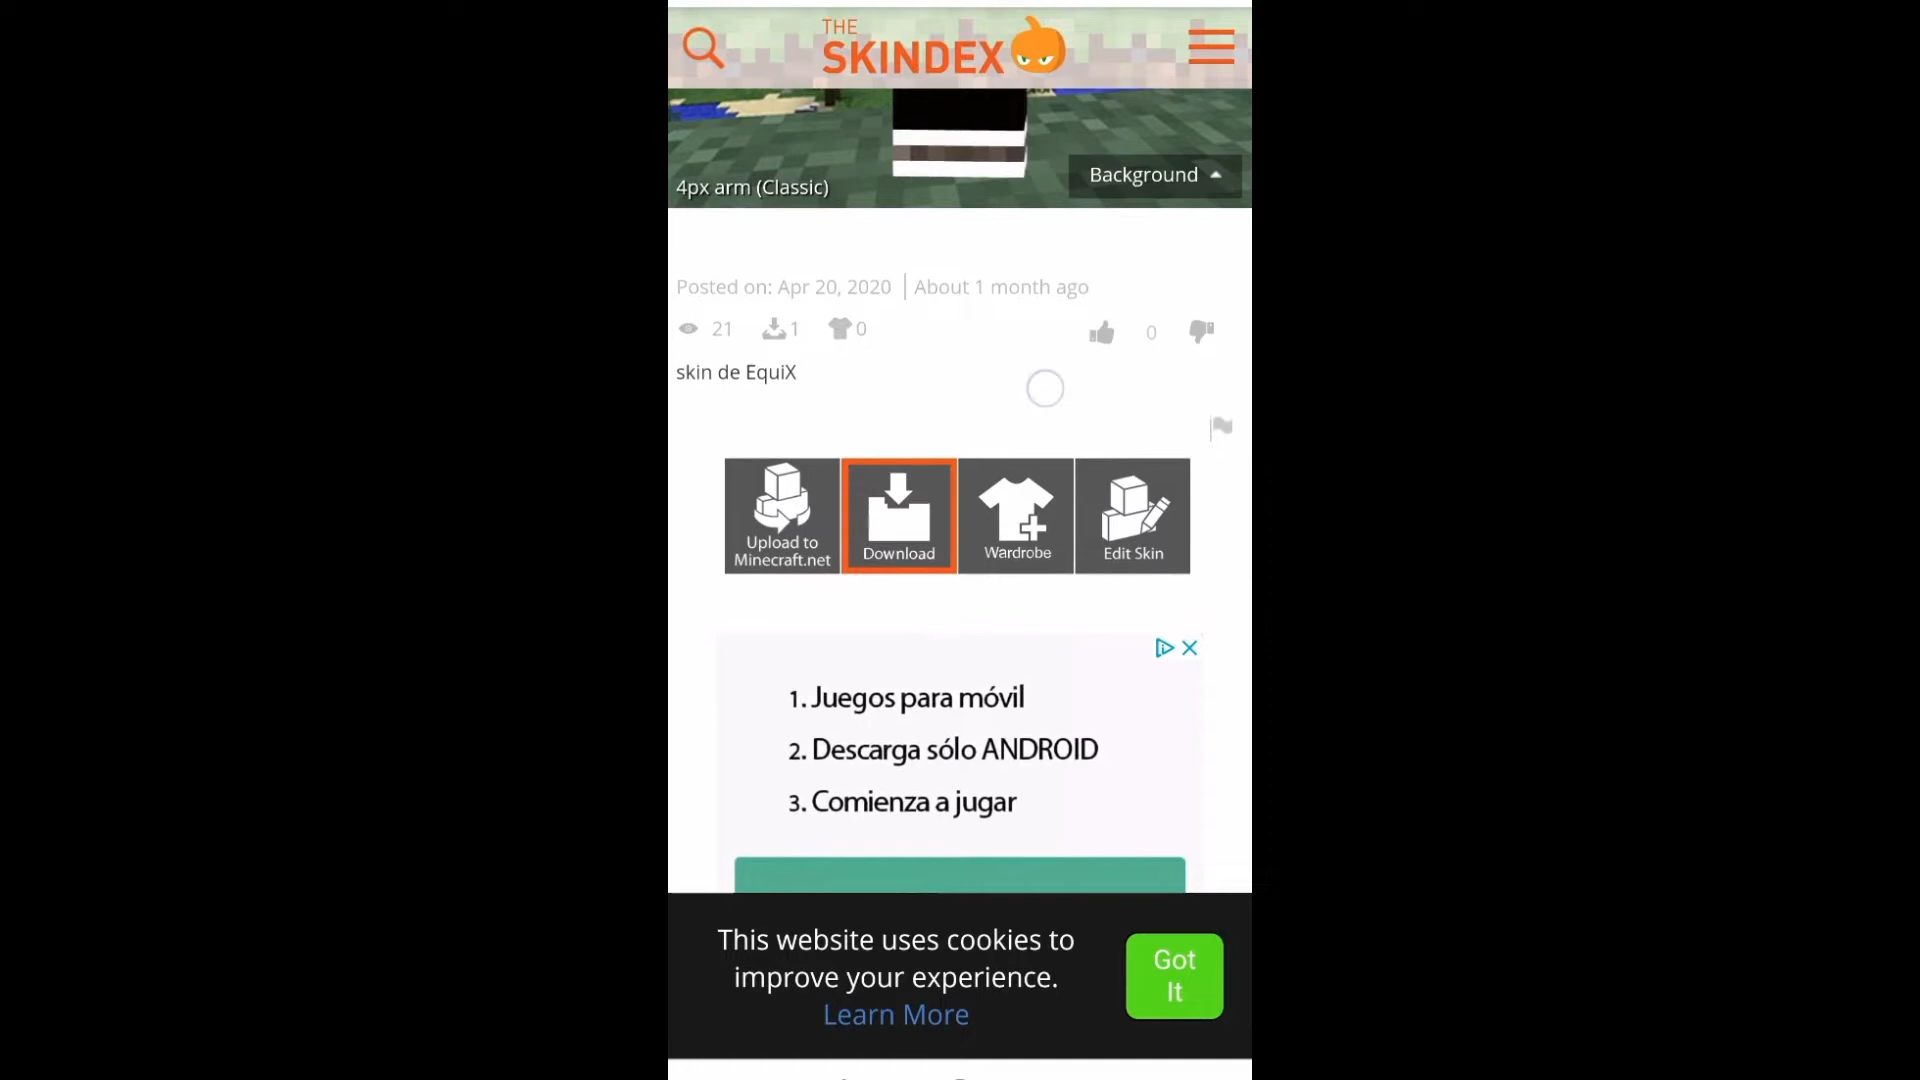 THE
SKINDEX
4px arm (Classic)
Background
Posted on: Apr 20, 2020 About 1 month ago
21 1 0 0
skin de EquiX
Upload to
Minecraft.net
Download
Wardrobe
Edit Skin
1. Juegos para móvil
2. Descarga sólo ANDROID
3. Comienza a jugar
This website uses cookies to
improve your experience.
Learn More
Got
It